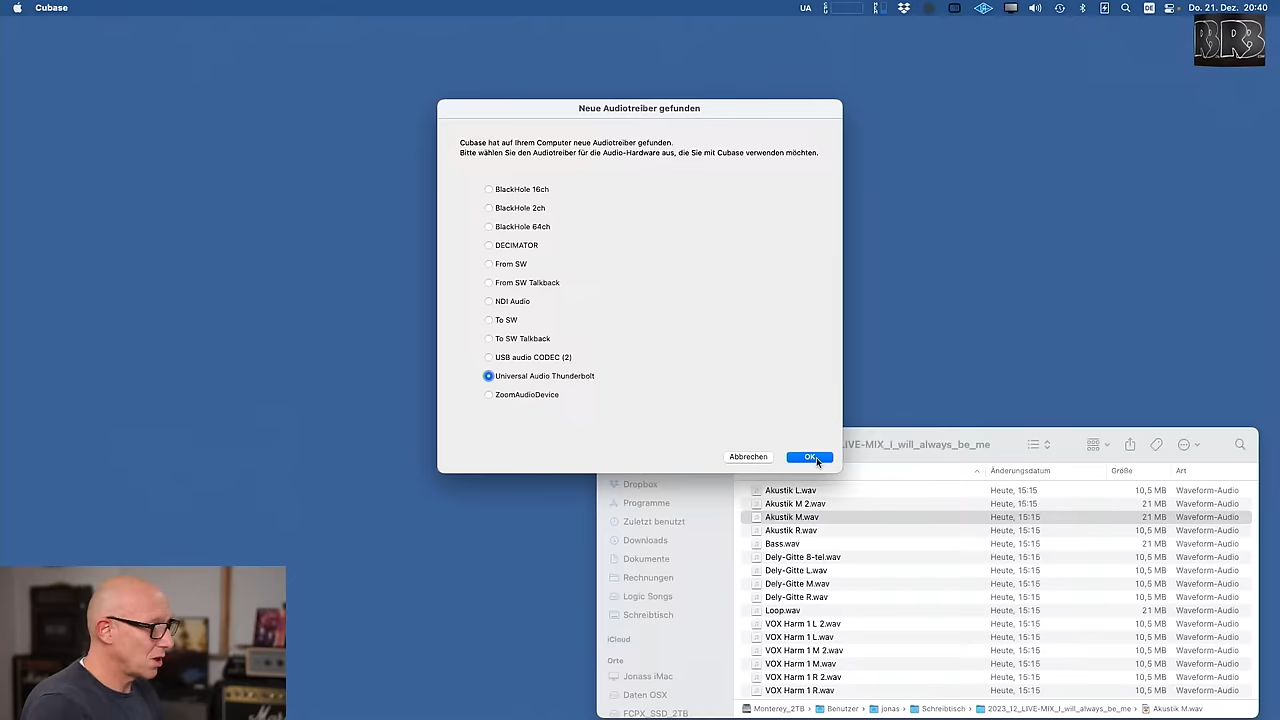 Cubase
UA
DE
Do. 21. Dez. 20:40
Neue Audiotreiber gefunden
Cubase hat auf Ihrem Computer neue Audiotreiber gefunden.
Bitte wählen Sie den Audiotreiber für die Audio-Hardware aus, die Sie mit Cubase verwenden möchten.
BlackHole 16ch
BlackHole 2ch
BlackHole 64ch
DECIMATOR
From SW
From SW Talkback
NDI Audio
To SW
To SW Talkback
USB audio CODEC (2)
Universal Audio Thunderbolt
ZoomAudioDevice
Abbrechen
OK
LIVE-MIX_I_will_always_be_me
Änderungsdatum Größe Art
Dropbox
Programme
Zuletzt benutzt
Downloads
Dokumente
Rechnungen
Logic Songs
Schreibtisch
iCloud
Orte
Jonass iMac
Daten OSX
FCPX_SSD_2TB
Akustik L.wav Heute, 15:15 10,5 MB Waveform-Audio
Akustik M 2.wav Heute, 15:15 21 MB Waveform-Audio
Akustik M.wav Heute, 15:15 21 MB Waveform-Audio
Akustik R.wav Heute, 15:15 10,5 MB Waveform-Audio
Bass.wav Heute, 15:15 21 MB Waveform-Audio
Dely-Gitte 8-tel.wav Heute, 15:15 10,5 MB Waveform-Audio
Dely-Gitte L.wav Heute, 15:15 10,5 MB Waveform-Audio
Dely-Gitte M.wav Heute, 15:15 10,5 MB Waveform-Audio
Dely-Gitte R.wav Heute, 15:15 10,5 MB Waveform-Audio
Loop.wav Heute, 15:15 21 MB Waveform-Audio
VOX Harm 1 L 2.wav Heute, 15:15 10,5 MB Waveform-Audio
VOX Harm 1 L.wav Heute, 15:15 10,5 MB Waveform-Audio
VOX Harm 1 M 2.wav Heute, 15:15 10,5 MB Waveform-Audio
VOX Harm 1 M.wav Heute, 15:15 10,5 MB Waveform-Audio
VOX Harm 1 R 2.wav Heute, 15:15 10,5 MB Waveform-Audio
VOX Harm 1 R.wav Heute, 15:15 10,5 MB Waveform-Audio
Monterey_2TB › Benutzer › jonas › Schreibtisch › 2023_12_LIVE-MIX_I_will_always_be_me › Akustik M.wav